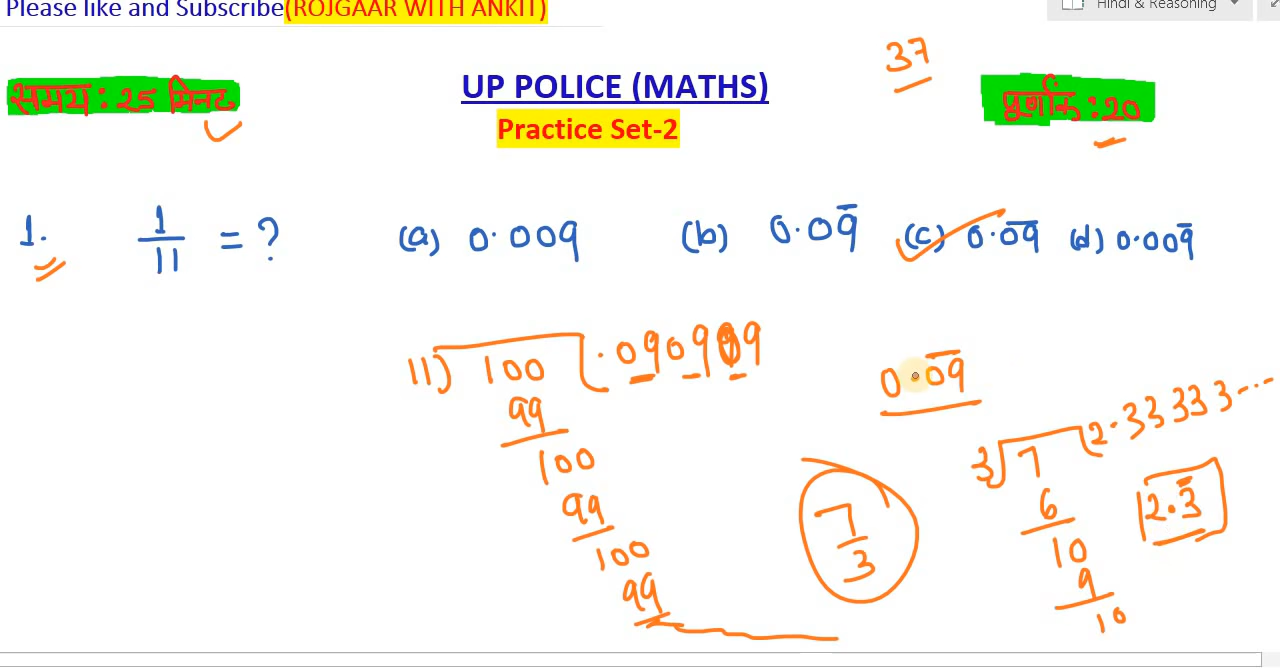 Please like and Subscribe(ROJGAAR WITH ANKIT)
Hindi & Reasoning
37
समय : 25 मिनट
UP POLICE (MATHS)
पूर्णांक : 20
Practice Set-2
1. 1/11 = ? (a) 0.009 (b) 0.09̅ (c) 0.0̅9̅ (d) 0.009̅
11) 100 ( .090909
99
100
99
100
99
0.0̅9̅
7/3
3) 7 ( 2.33333...
6
10
9
10
2.3̅